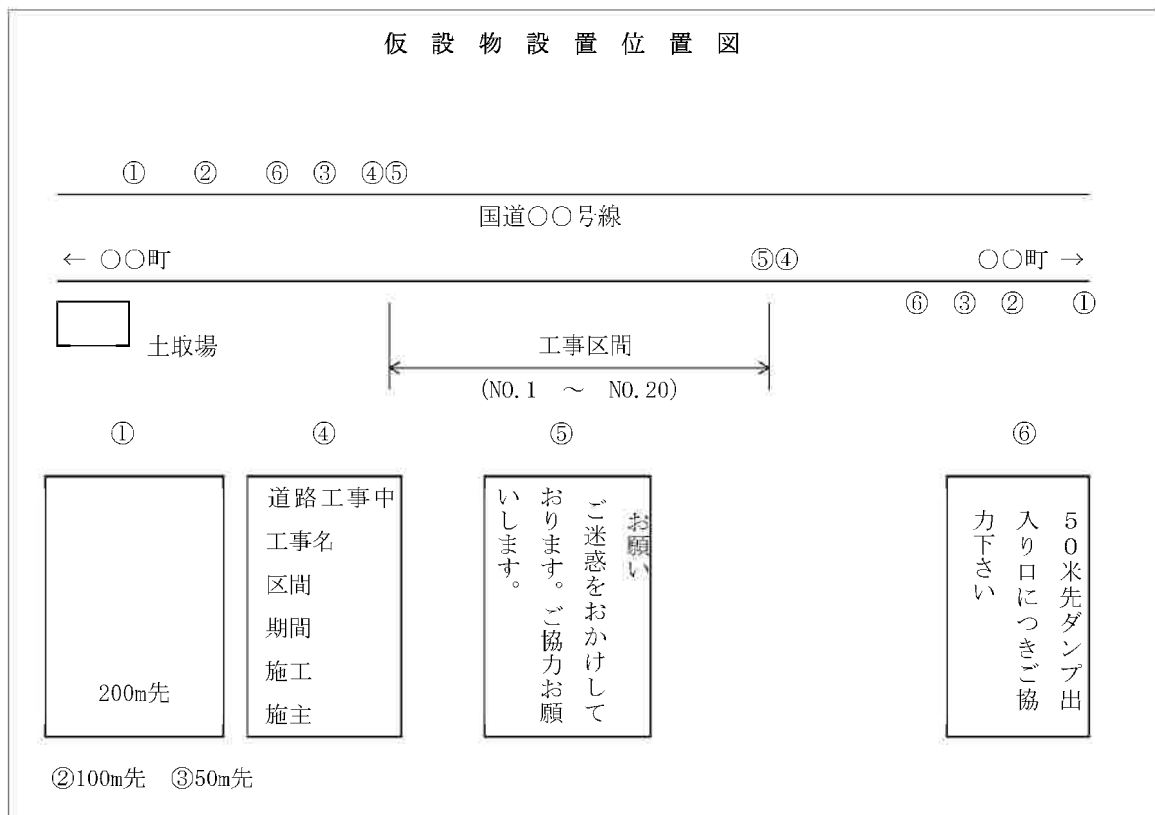 仮設物設置位置図
① ② ⑥ ③ ④⑤
国道○○号線
← ○○町 ⑤④ ○○町 →
⑥ ③ ② ①
土取場
工事区間
(NO.1 ～ NO.20)
① ④ ⑤ ⑥
200m先
道路工事中
工事名
区間
期間
施工
施主
お願い
ご迷惑をおかけして
おります。ご協力お願
いします。
５０米先ダンプ出
入り口につきご協
力下さい
②100m先 ③50m先